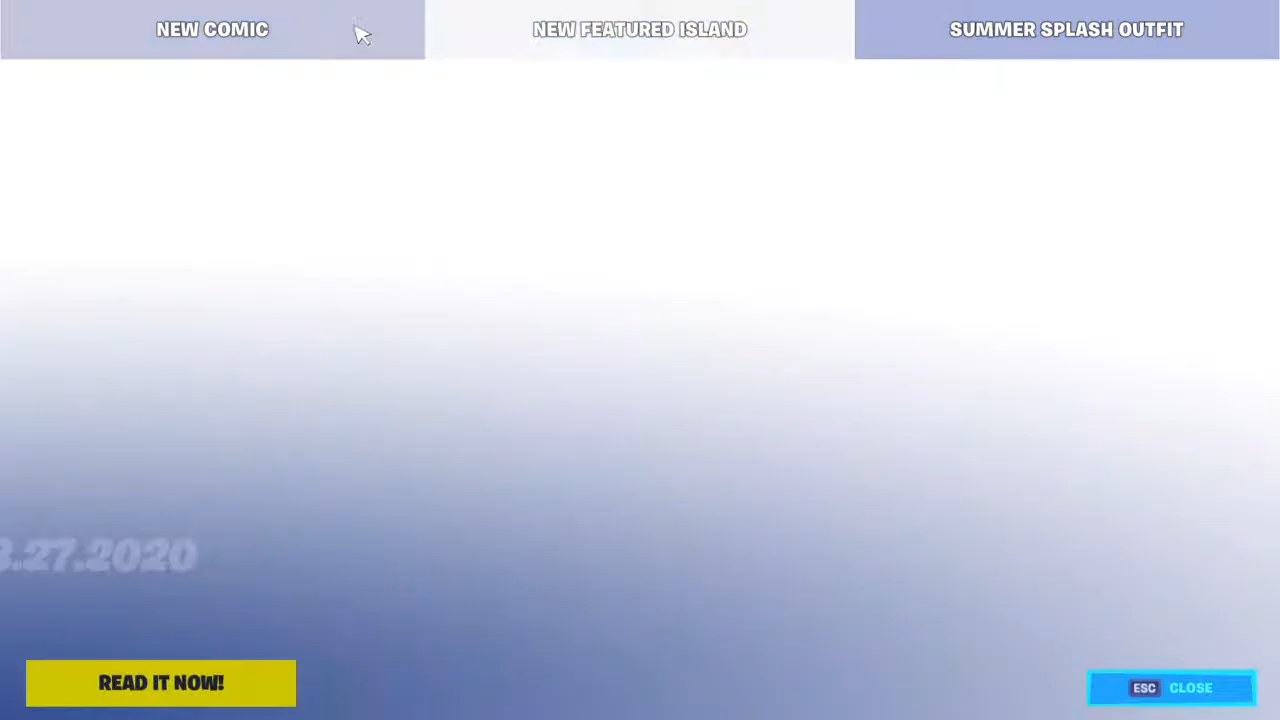 NEW COMIC
NEW FEATURED ISLAND
SUMMER SPLASH OUTFIT
.27.2020
READ IT NOW!
ESC CLOSE